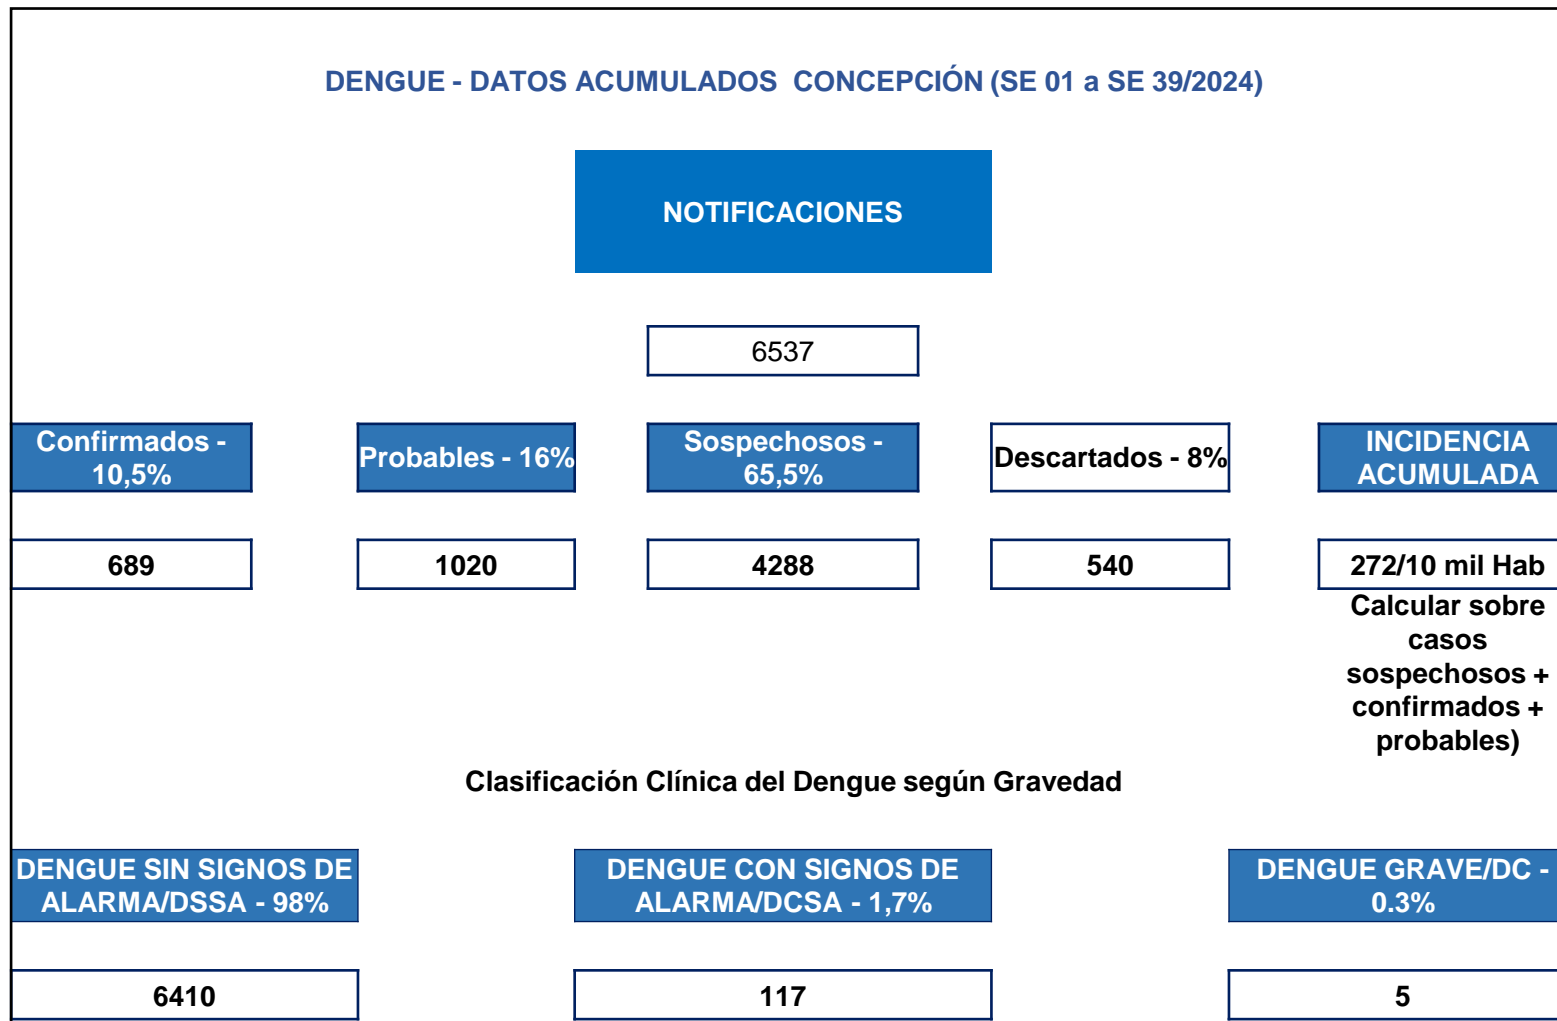 DENGUE - DATOS ACUMULADOS CONCEPCIÓN (SE 01 a SE 39/2024)
NOTIFICACIONES
6537
Confirmados -
10,5%
Probables - 16%
Sospechosos -
65,5%
Descartados - 8%
INCIDENCIA
ACUMULADA
689
1020
4288
540
272/10 mil Hab
Calcular sobre
casos
sospechosos +
confirmados +
probables)
Clasificación Clínica del Dengue según Gravedad
DENGUE SIN SIGNOS DE
ALARMA/DSSA - 98%
DENGUE CON SIGNOS DE
ALARMA/DCSA - 1,7%
DENGUE GRAVE/DC -
0.3%
6410
117
5